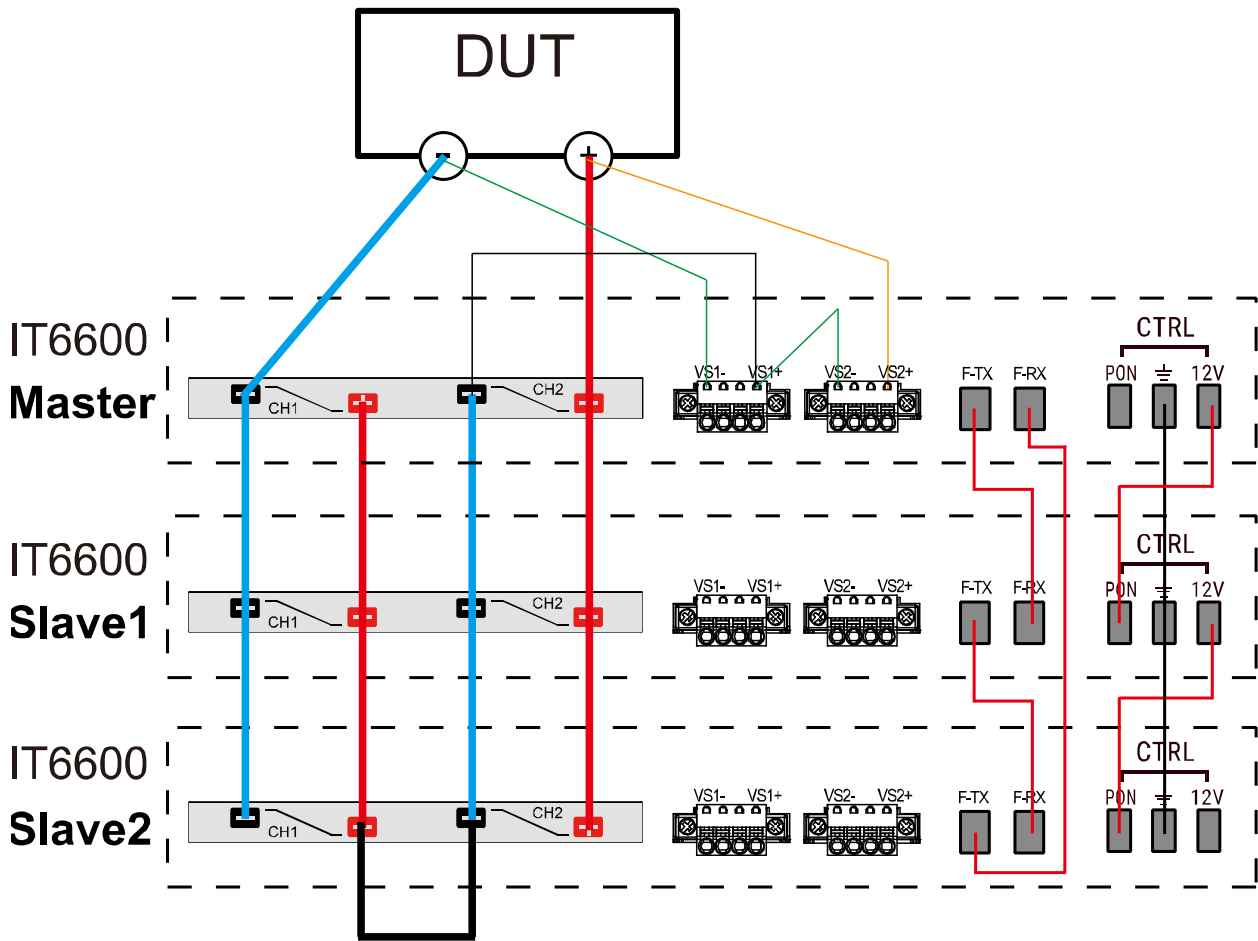 DUT
- +
IT6600
Master
CH1
CH2
VS1- VS1+
VS2- VS2+
F-TX F-RX
CTRL
PON 12V
IT6600
Slave1
CH1
CH2
VS1- VS1+
VS2- VS2+
F-TX F-RX
CTRL
PON 12V
IT6600
Slave2
CH1
CH2
VS1- VS1+
VS2- VS2+
F-TX F-RX
CTRL
PON 12V